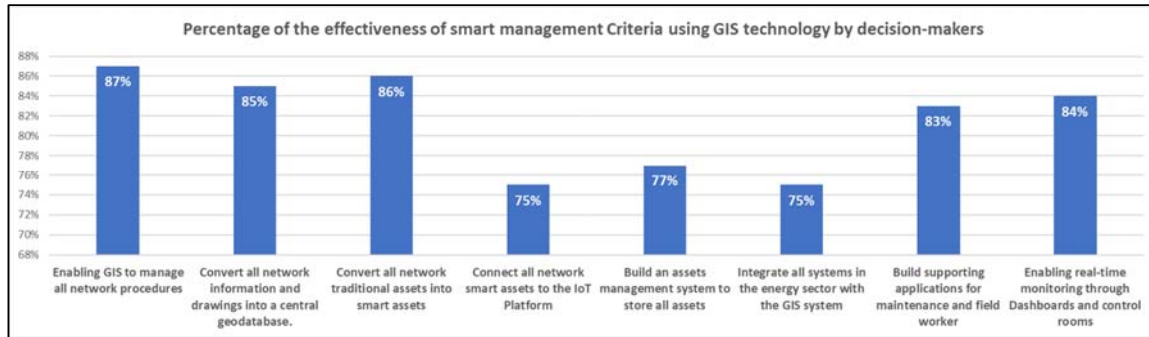 Percentage of the effectiveness of smart management Criteria using GIS technology by decision-makers
88%
86%
84%
82%
80%
78%
76%
74%
72%
70%
68%
87%
85%
86%
75%
77%
75%
83%
84%
Enabling GIS to manage
all network procedures
Convert all network
information and
drawings into a central
geodatabase.
Convert all network
traditional assets into
smart assets
Connect all network
smart assets to the IoT
Platform
Build an assets
management system to
store all assets
Integrate all systems in
the energy sector with
the GIS system
Build supporting
applications for
maintenance and field
worker
Enabling real-time
monitoring through
Dashboards and control
rooms